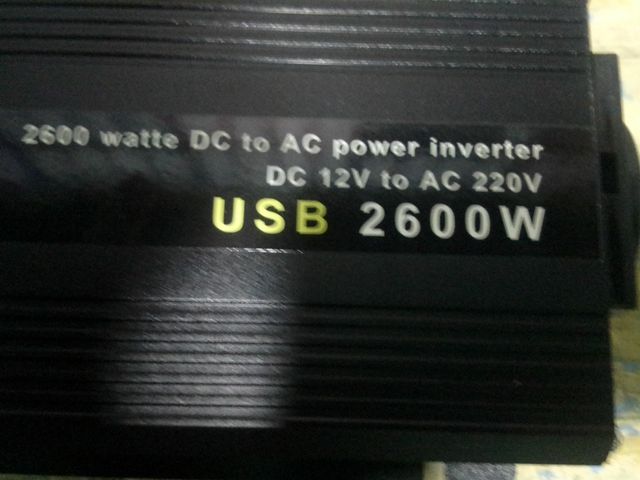 2600 watte DC to AC power inverter
DC 12V to AC 220V
USB 2600W